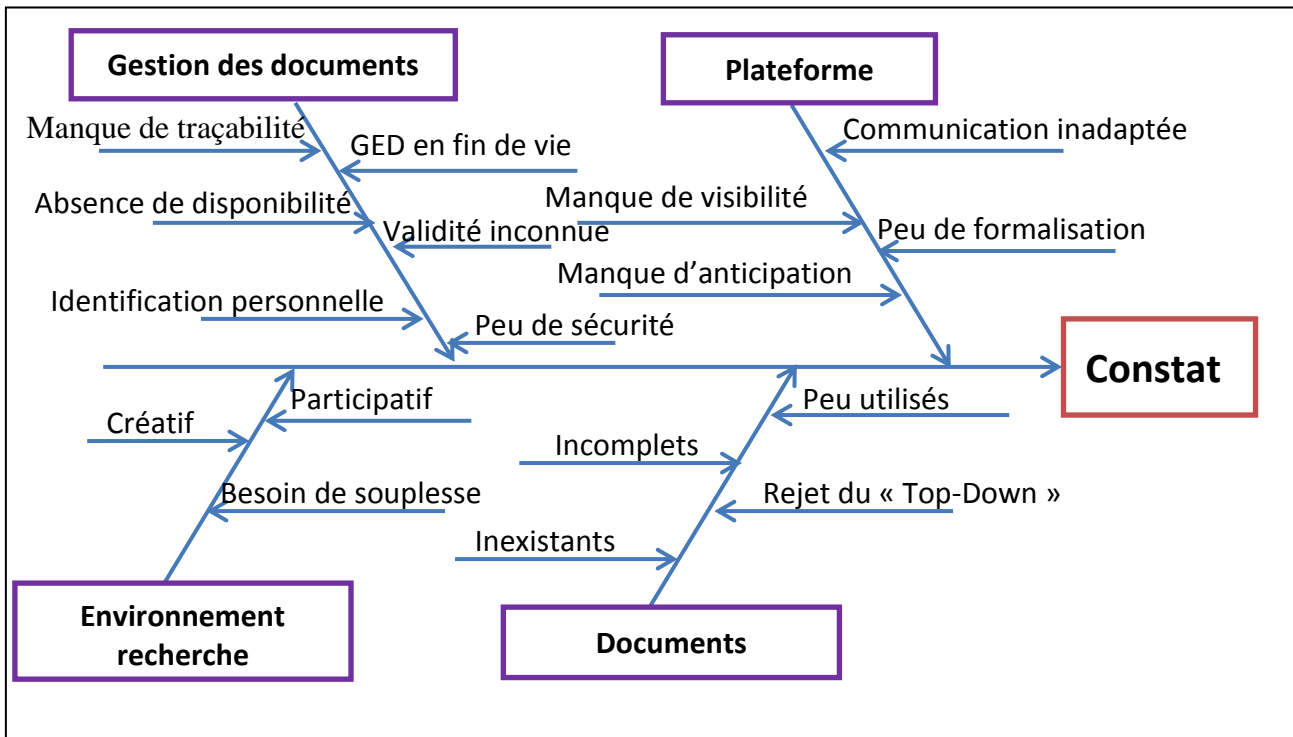 Gestion des documents
Plateforme
Manque de traçabilité
GED en fin de vie
Communication inadaptée
Absence de disponibilité
Manque de visibilité
Validité inconnue
Peu de formalisation
Manque d’anticipation
Identification personnelle
Peu de sécurité
Constat
Participatif
Peu utilisés
Créatif
Incomplets
Besoin de souplesse
Rejet du « Top-Down »
Inexistants
Environnement
recherche
Documents